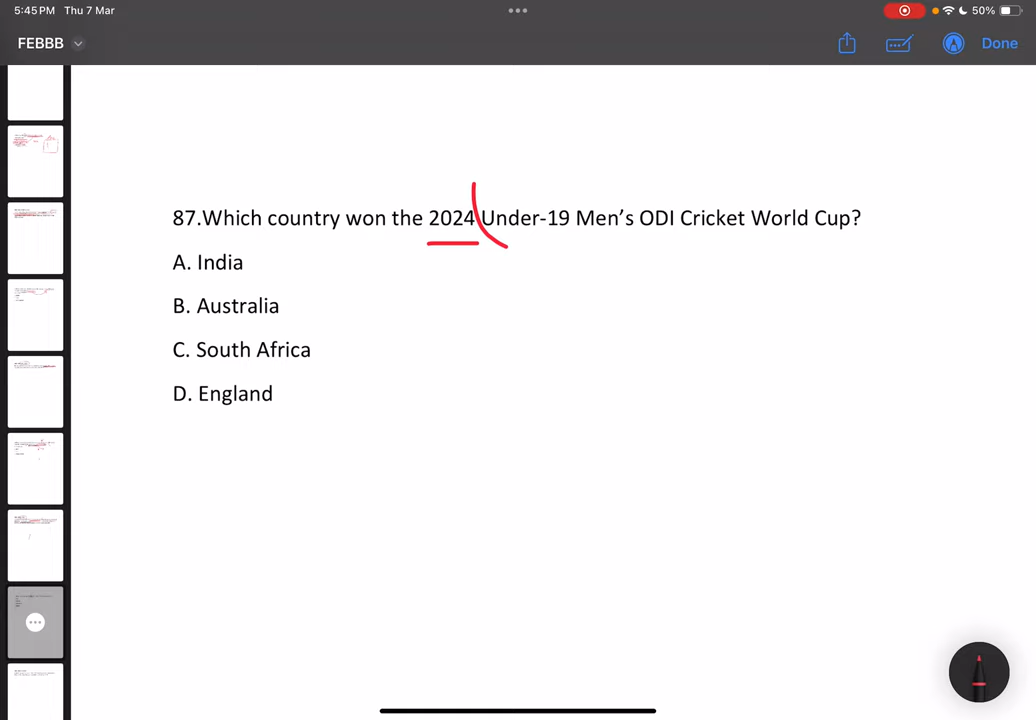 5:45 PM Thu 7 Mar
50%
FEBBB
Done
87.Which country won the 2024 Under-19 Men’s ODI Cricket World Cup?
A. India
B. Australia
C. South Africa
D. England